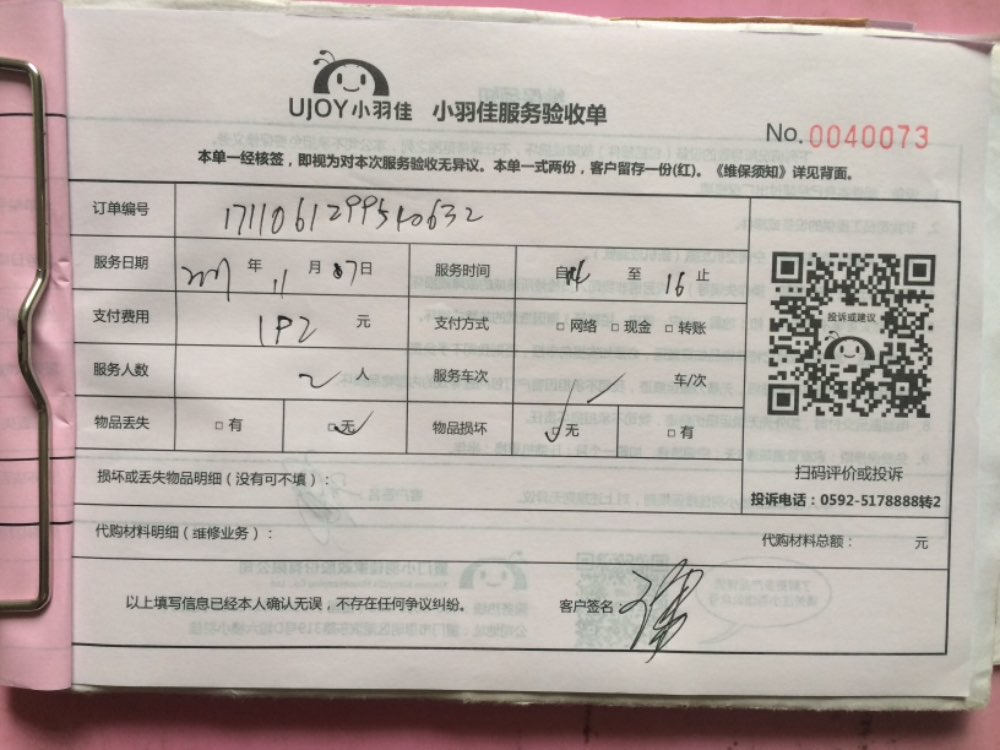 UJOY小羽佳 小羽佳服务验收单
No.0040073
本单一经核签，即视为对本次服务验收无异议。本单一式两份，客户留存一份(红)。《维保须知》详见背面。
订单编号 1711061299540632
服务日期 2017 年 11 月 07日 服务时间 自14 至 16 止
投诉或建议
支付费用 192 元 支付方式 □ 网络 □ 现金 □ 转账
服务人数 2 人 服务车次 车/次
物品丢失 □ 有 □ 无 物品损坏 □ 无 □ 有
扫码评价或投诉
损坏或丢失物品明细（没有可不填）：
投诉电话：0592-5178888转2
代购材料明细（维修业务）：
代购材料总额： 元
以上填写信息已经本人确认无误，不存在任何争议纠纷。 客户签名：